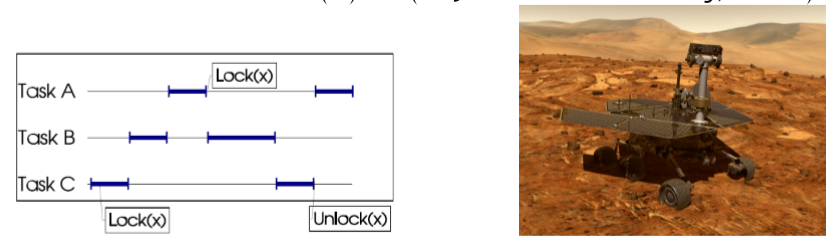 Task A
Lock(x)
Task B
Task C
Lock(x)
Unlock(x)